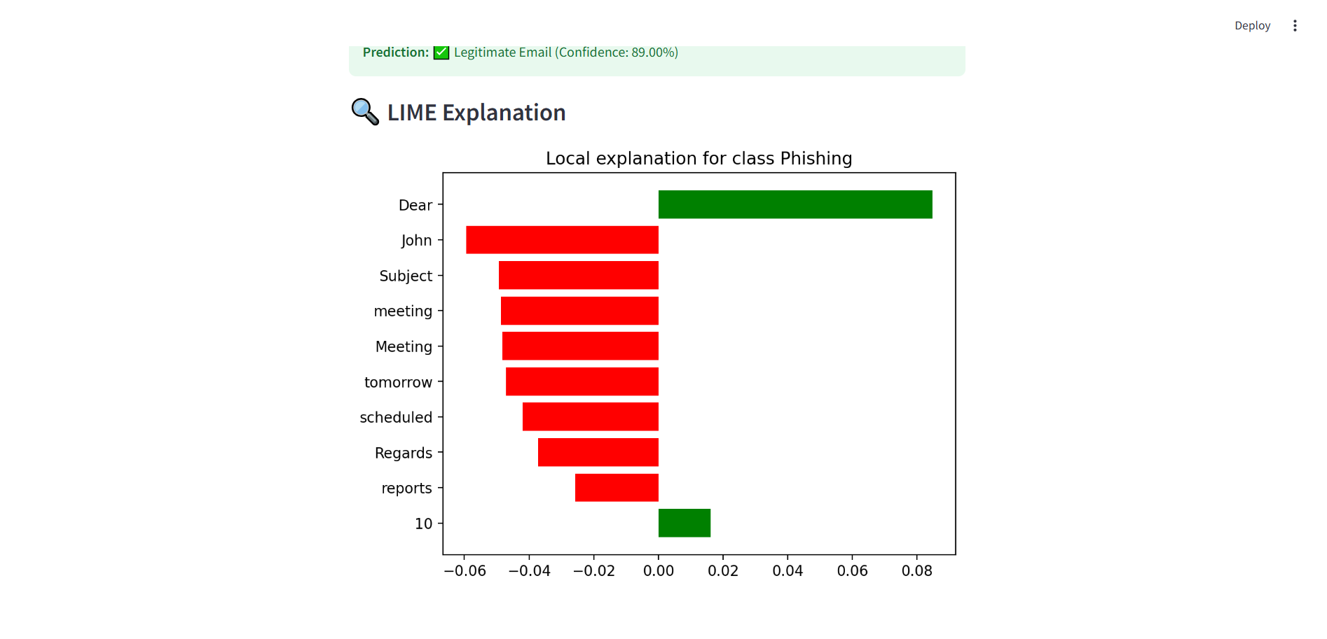 Deploy
Prediction: ✅ Legitimate Email (Confidence: 89.00%)
🔍 LIME Explanation
Local explanation for class Phishing
Dear
John
Subject
meeting
Meeting
tomorrow
scheduled
Regards
reports
10
−0.06 −0.04 −0.02 0.00 0.02 0.04 0.06 0.08